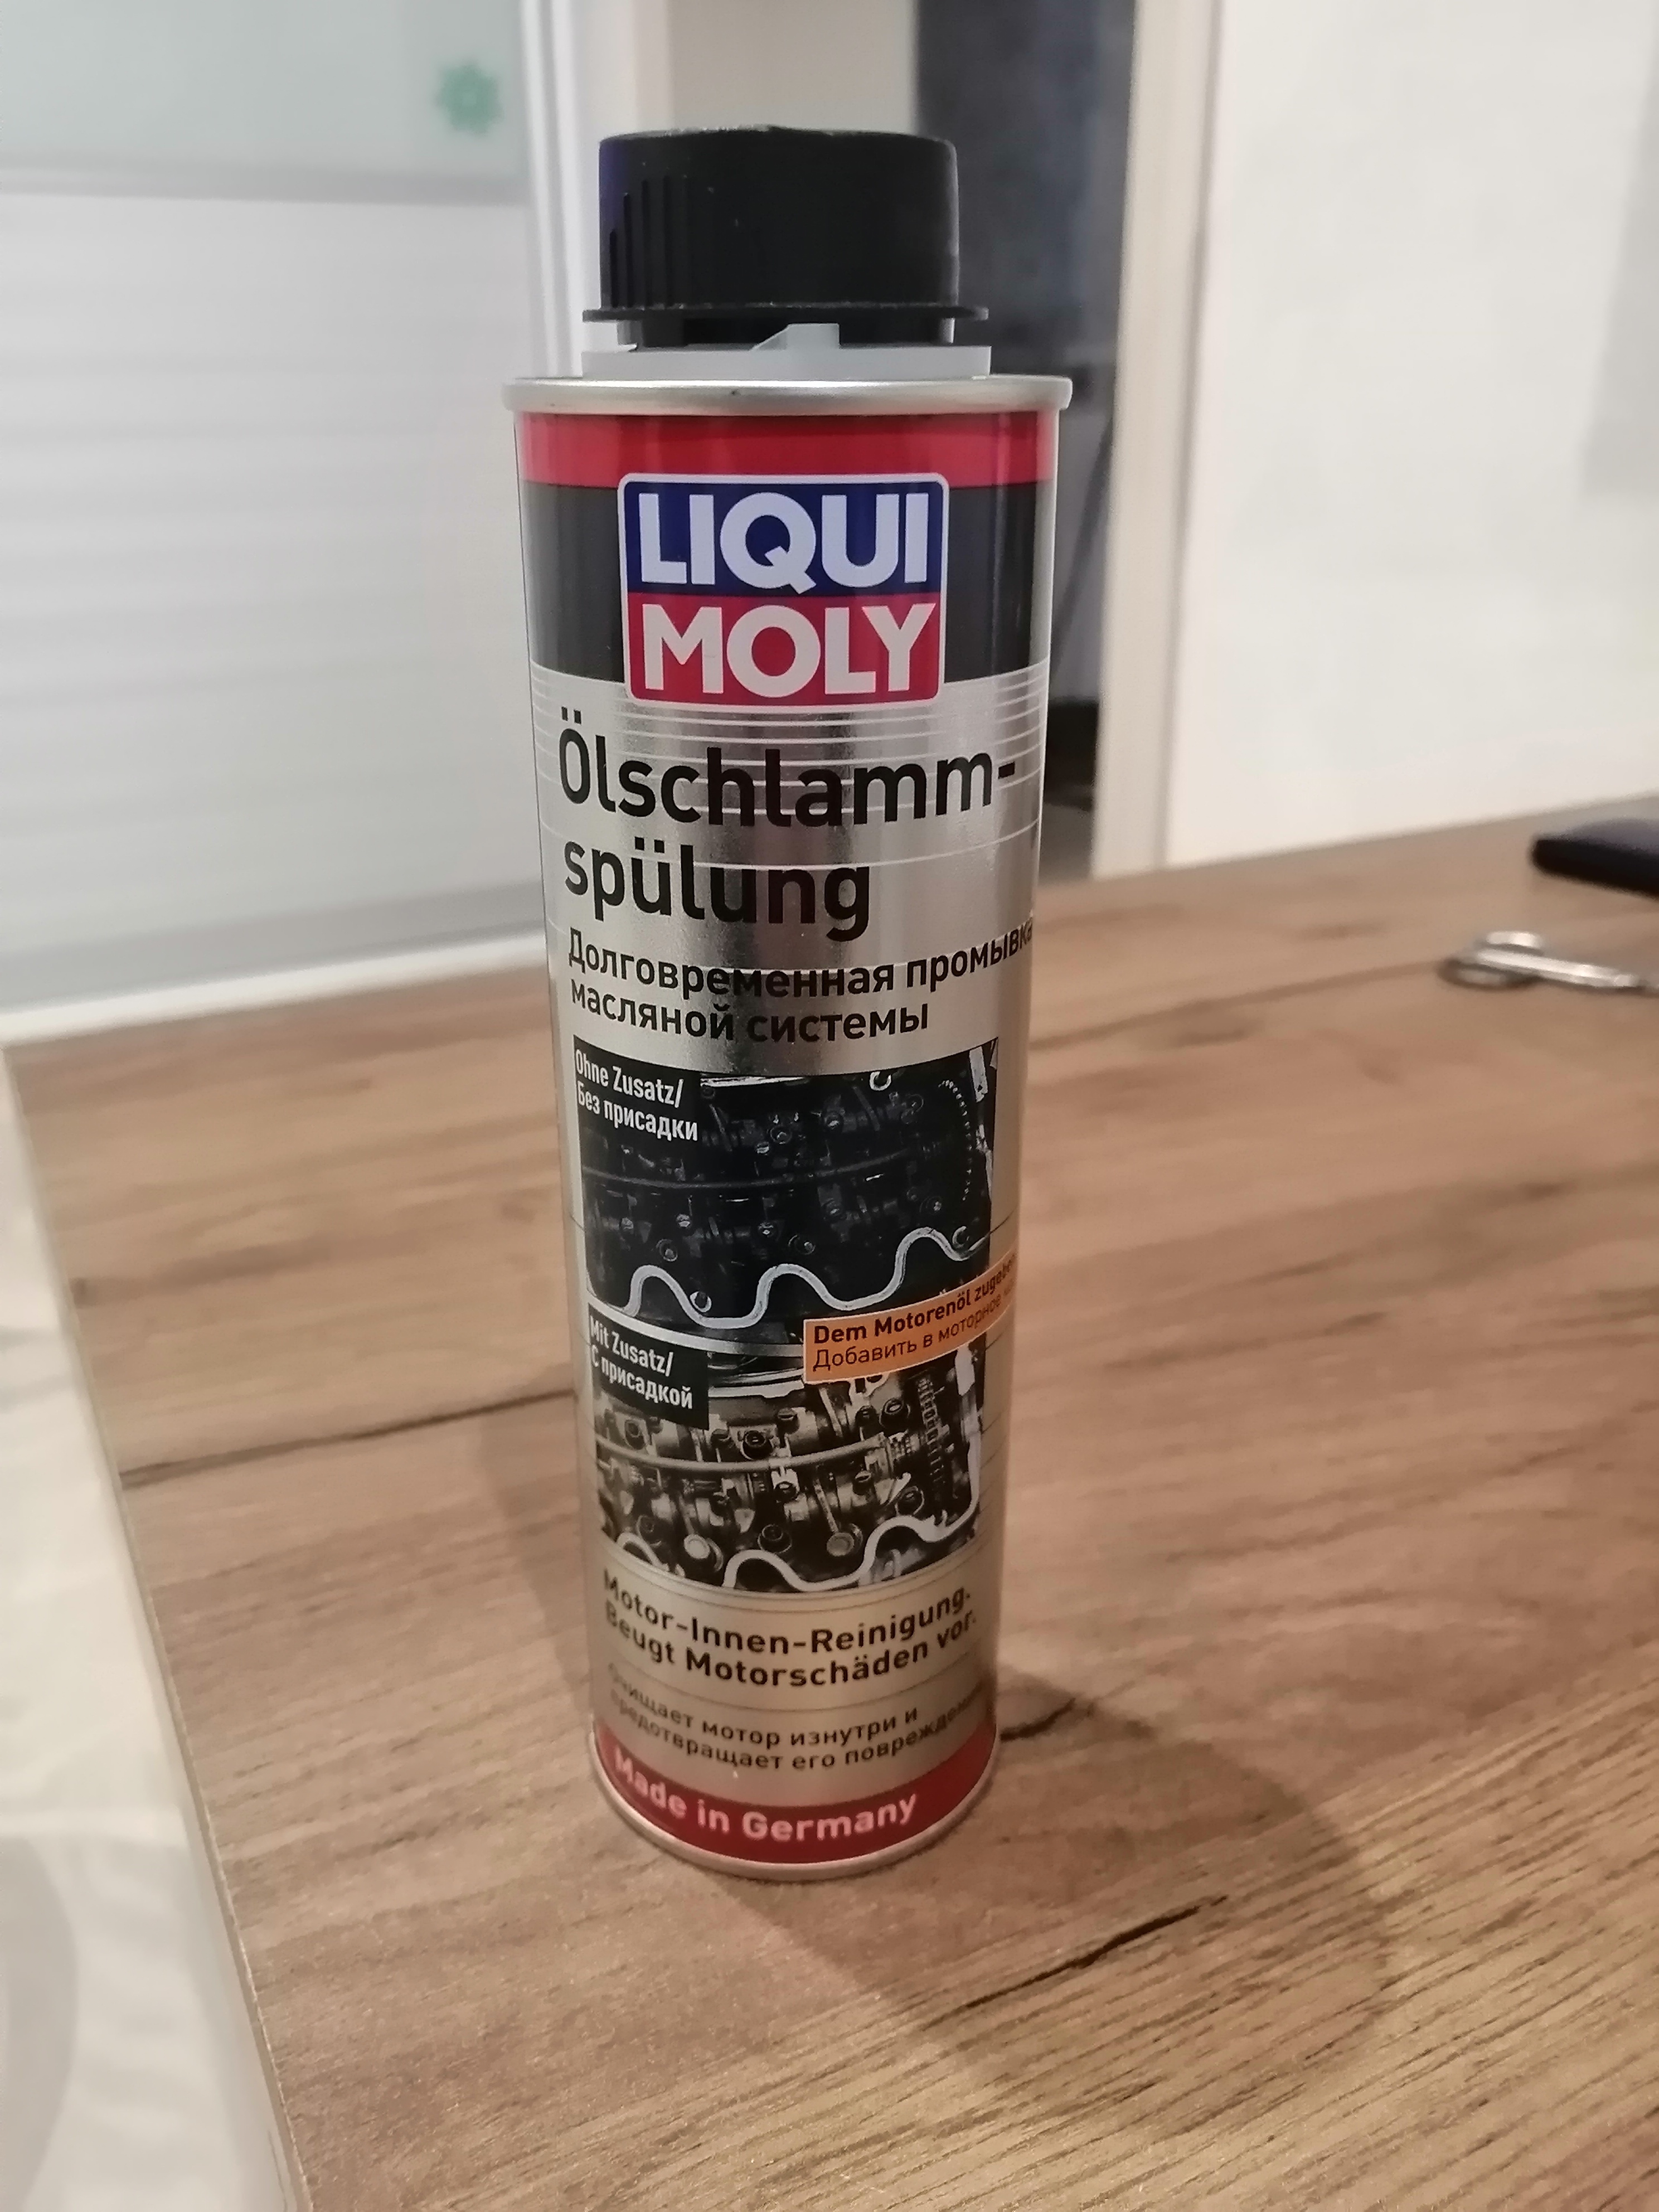 LIQUI
MOLY
Ölschlamm-
spülung
Долговременная промывка
масляной системы
Ohne Zusatz/
Без присадки
Dem Motorenöl
Добавить в моторное
Mit Zusatz/
С присадкой
Motor-Innen-Reinigung.
Beugt Motorschäden vor.
Очищает мотор изнутри и
предотвращает его
Made in Germany